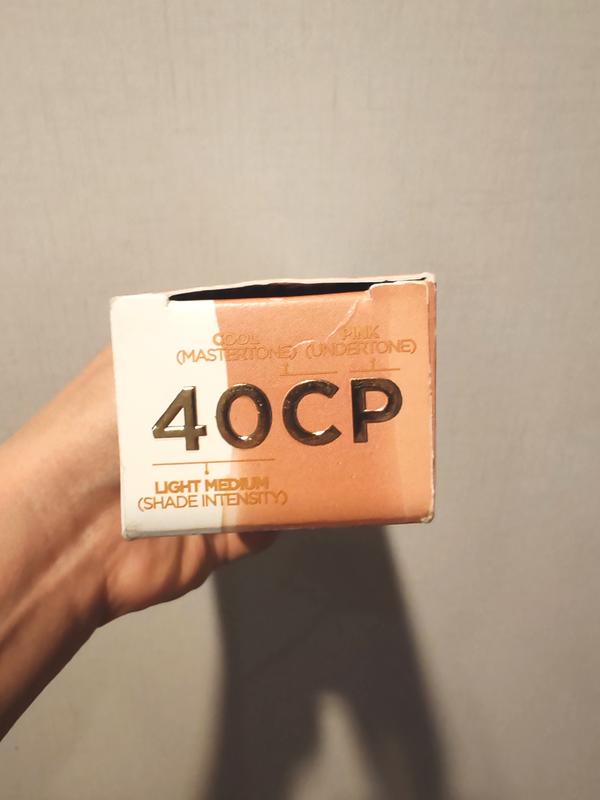 COOL PINK
(MASTERTONE) (UNDERTONE)
40CP
LIGHT MEDIUM
(SHADE INTENSITY)